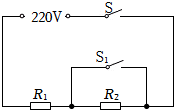 220V S
S₁
R₁ R₂